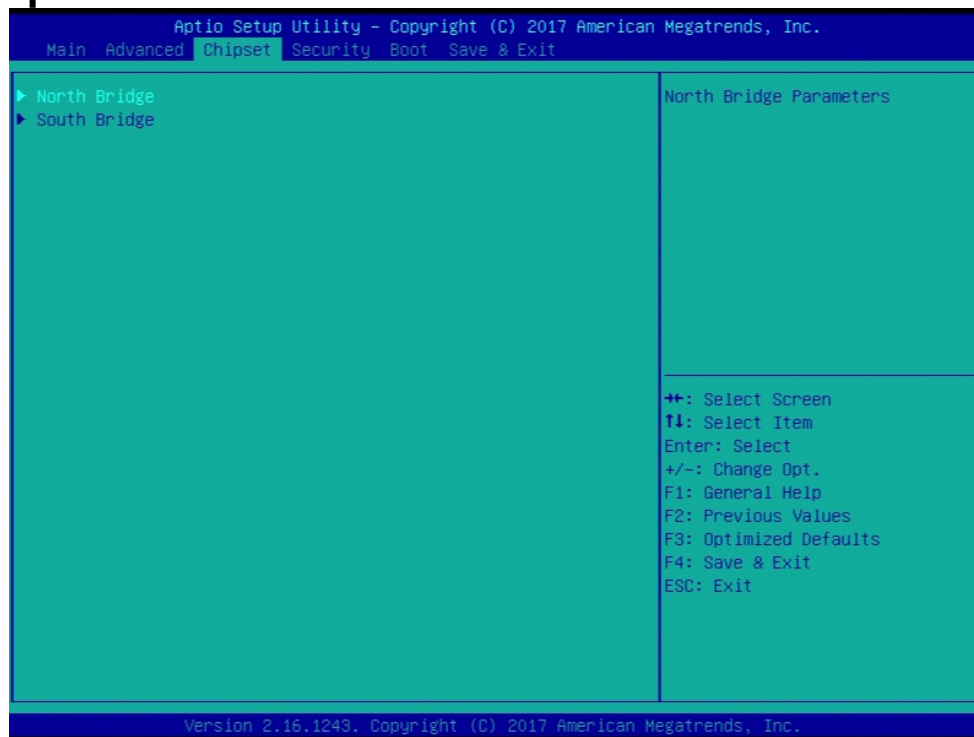 Aptio Setup Utility – Copyright (C) 2017 American Megatrends, Inc.
Main Advanced Chipset Security Boot Save & Exit
▶ North Bridge
▶ South Bridge
North Bridge Parameters
→←: Select Screen
↑↓: Select Item
Enter: Select
+/-: Change Opt.
F1: General Help
F2: Previous Values
F3: Optimized Defaults
F4: Save & Exit
ESC: Exit
Version 2.16.1243. Copyright (C) 2017 American Megatrends, Inc.